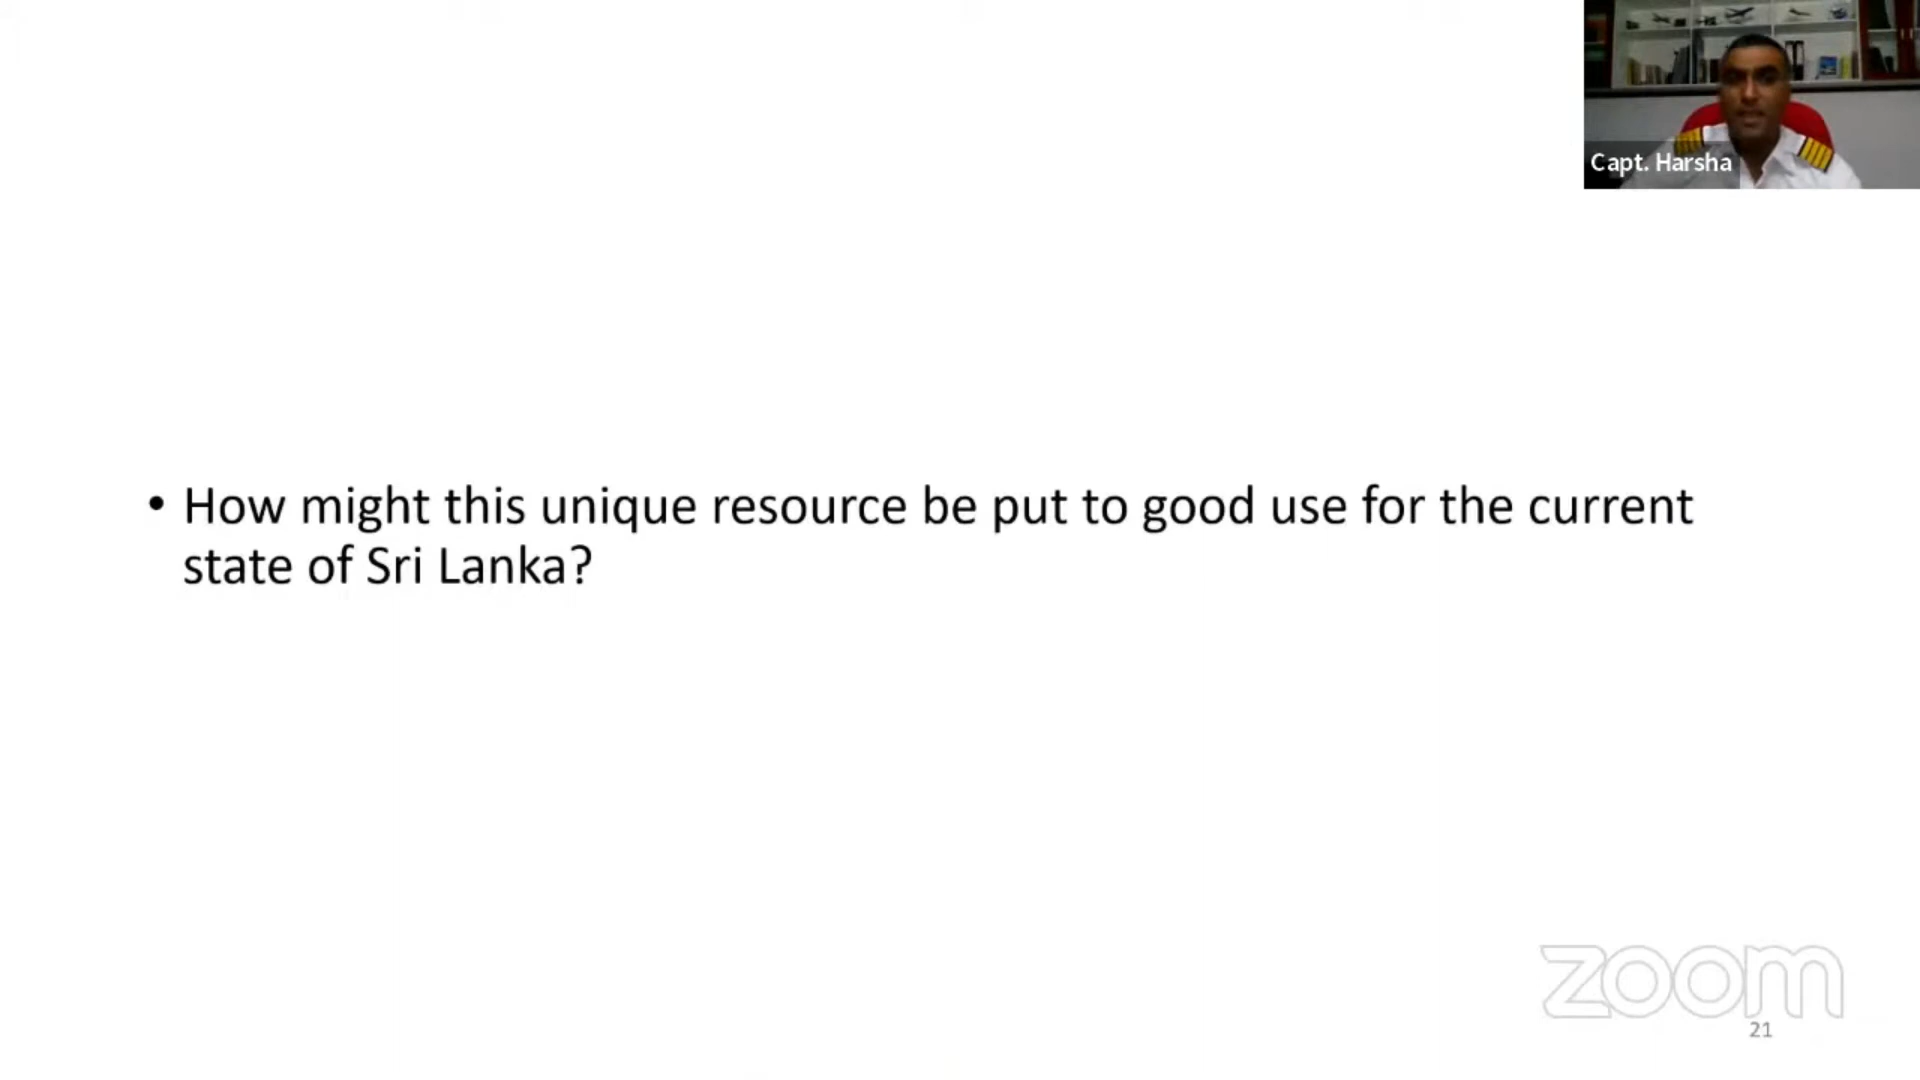 Capt. Harsha
• How might this unique resource be put to good use for the current
state of Sri Lanka?
zoom
21